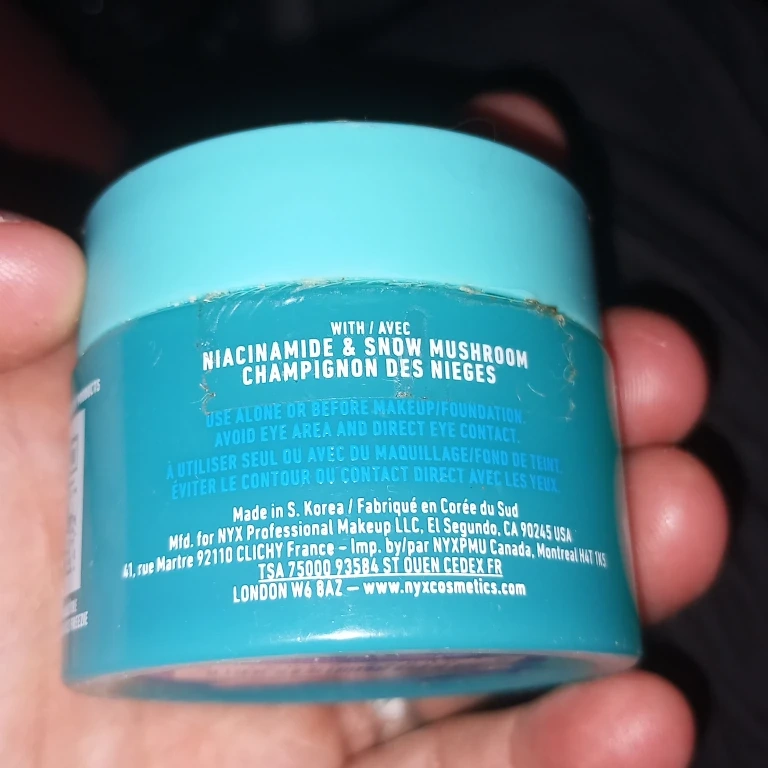 WITH / AVEC
NIACINAMIDE & SNOW MUSHROOM
CHAMPIGNON DES NIEGES
USE ALONE OR BEFORE MAKEUP/FOUNDATION.
AVOID EYE AREA AND DIRECT EYE CONTACT.
À UTILISER SEUL OU AVEC DU MAQUILLAGE/FOND DE TEINT.
ÉVITER LE CONTOUR OU CONTACT DIRECT AVEC LES YEUX.
Made in S. Korea / Fabriqué en Corée du Sud
Mfd. for NYX Professional Makeup LLC, El Segundo, CA 90245 USA
41, rue Martre 92110 CLICHY France – Imp. by/par NYXPMU Canada, Montreal H4T 1K5
TSA 75000 93584 ST OUEN CEDEX FR
LONDON W6 8AZ – www.nyxcosmetics.com